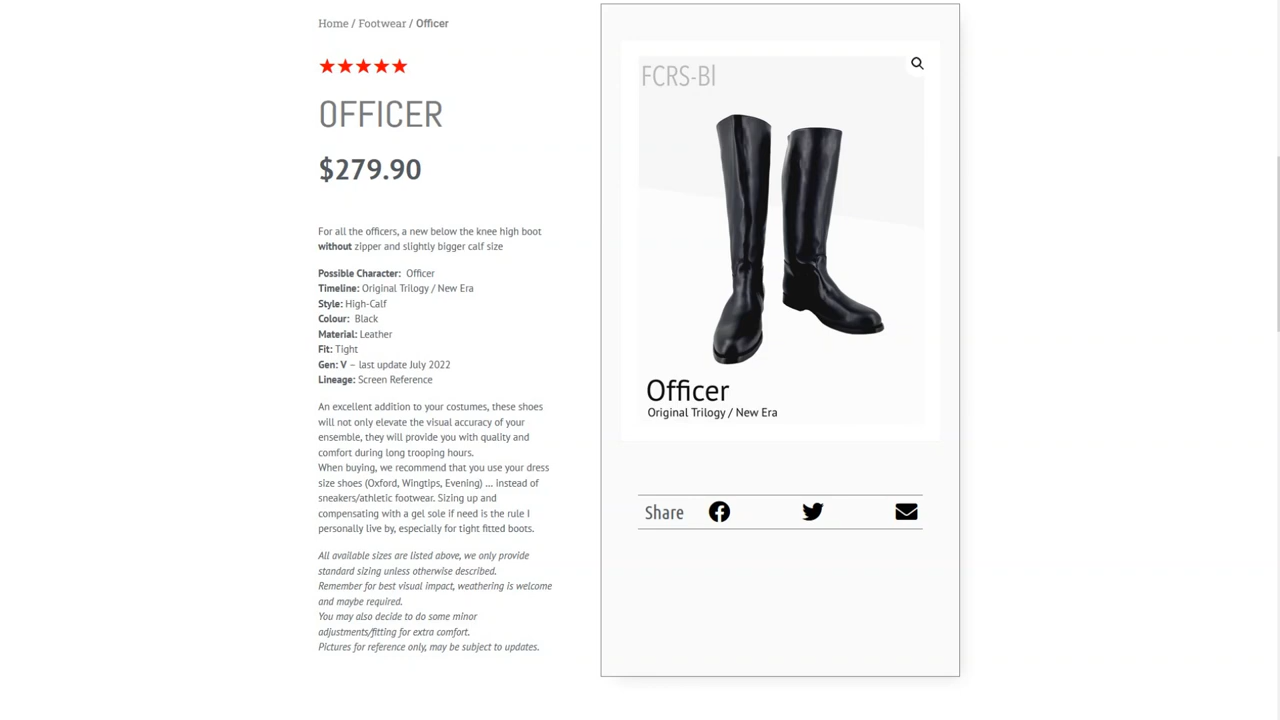 Home / Footwear / Officer
OFFICER
$279.90
For all the officers, a new below the knee high boot
without zipper and slightly bigger calf size
Possible Character: Officer
Timeline: Original Trilogy / New Era
Style: High-Calf
Colour: Black
Material: Leather
Fit: Tight
Gen: V – last update July 2022
Lineage: Screen Reference
An excellent addition to your costumes, these shoes
will not only elevate the visual accuracy of your
ensemble, they will provide you with quality and
comfort during long trooping hours.
When buying, we recommend that you use your dress
size shoes (Oxford, Wingtips, Evening) ... instead of
sneakers/athletic footwear. Sizing up and
compensating with a gel sole if need is the rule I
personally live by, especially for tight fitted boots.
All available sizes are listed above, we only provide
standard sizing unless otherwise described.
Remember for best visual impact, weathering is welcome
and maybe required.
You may also decide to do some minor
adjustments/fitting for extra comfort.
Pictures for reference only, may be subject to updates.
FCRS-Bl
Officer
Original Trilogy / New Era
Share